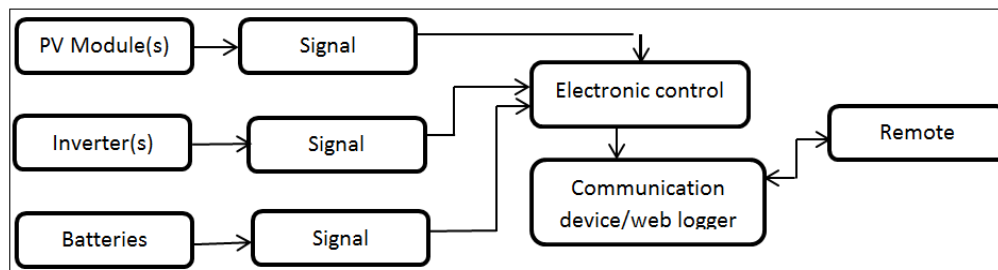 PV Module(s)
Signal
Electronic control
Inverter(s)
Signal
Remote
Communication
device/web logger
Batteries
Signal